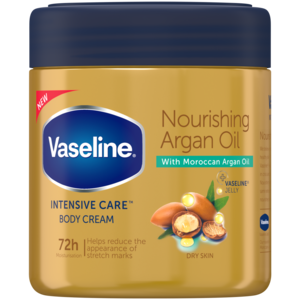 NEW
Vaseline®
INTENSIVE CARE™
BODY CREAM
72h
Helps reduce the
appearance of
stretch marks
Nourishing
Argan Oil
With Moroccan Argan Oil
VASELINE®
JELLY
DRY SKIN